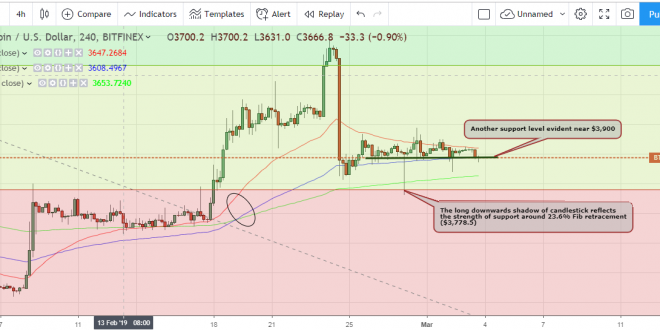 4h
Compare
Indicators
Templates
Alert
Replay
Unnamed
Pu
oin / U.S. Dollar, 240, BITFINEX
O3700.2 H3700.2 L3631.0 C3666.8 −33.3 (−0.90%)
close) 3647.2684
close) 3608.4967
close) 3653.7240
Another support level evident near $3,900
B
The long downwards shadow of candlestick reflects
the strength of support around 23.6% Fib retracement
($3,778.5)
7
11
13 Feb '19 08:00
18
21
25
Mar
4
7
11